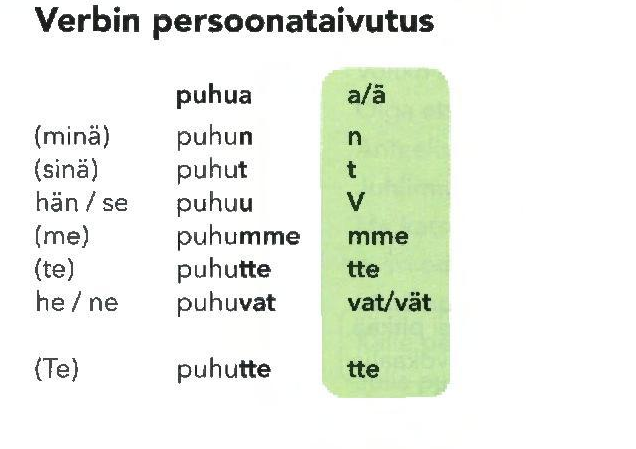 Verbin persoonataivutus
puhua a/ä
(minä) puhun n
(sinä) puhut t
hän / se puhuu V
(me) puhumme mme
(te) puhutte tte
he / ne puhuvat vat/vät
(Te) puhutte tte